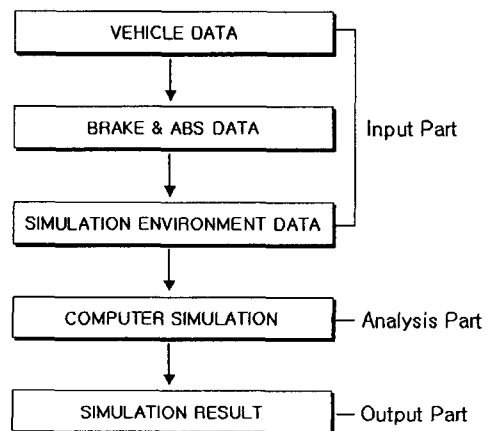 VEHICLE DATA
BRAKE & ABS DATA
Input Part
SIMULATION ENVIRONMENT DATA
COMPUTER SIMULATION
Analysis Part
SIMULATION RESULT
Output Part